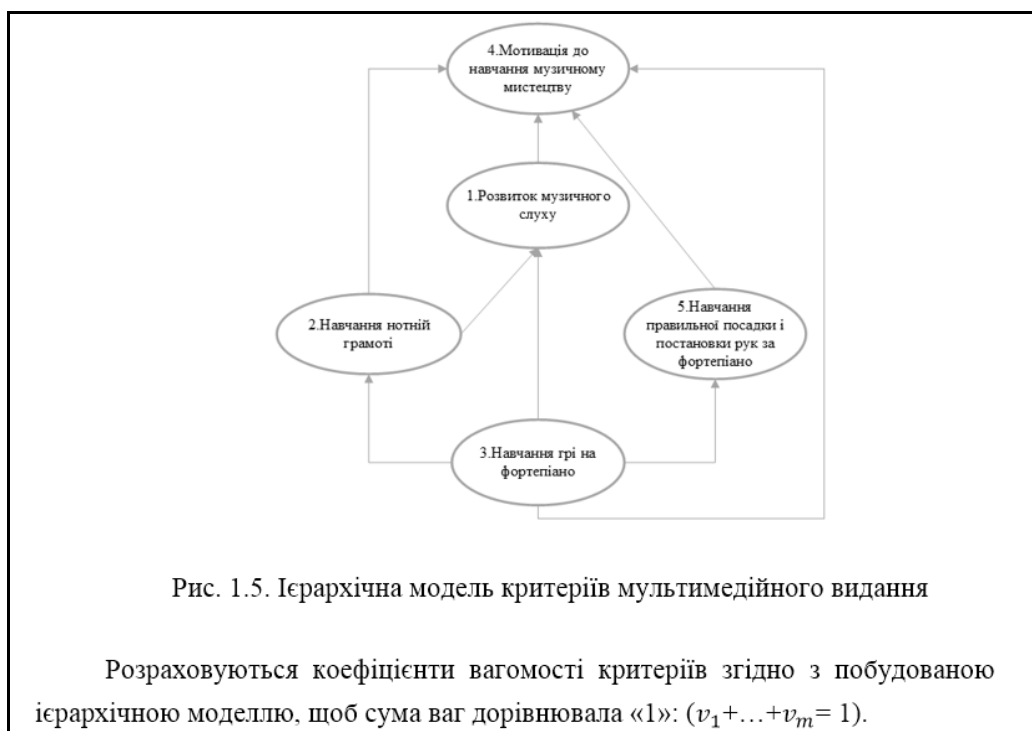 4.Мотивація до
навчання музичному
мистецтву
1.Розвиток музичного
слуху
2.Навчання нотній
грамоті
5.Навчання
правильної посадки і
постановки рук за
фортепіано
3.Навчання грі на
фортепіано
Рис. 1.5. Ієрархічна модель критеріїв мультимедійного видання
Розраховуються коефіцієнти вагомості критеріїв згідно з побудованою
ієрархічною моделлю, щоб сума ваг дорівнювала «1»: (𝑣₁+…+𝑣ₘ= 1).